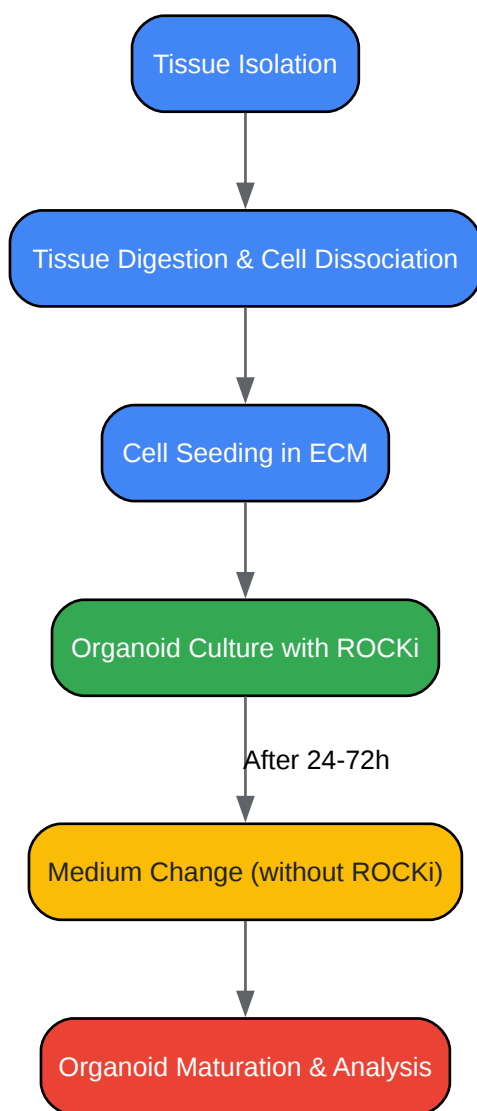 Tissue Isolation
Tissue Digestion & Cell Dissociation
Cell Seeding in ECM
Organoid Culture with ROCKi
After 24-72h
Medium Change (without ROCKi)
Organoid Maturation & Analysis